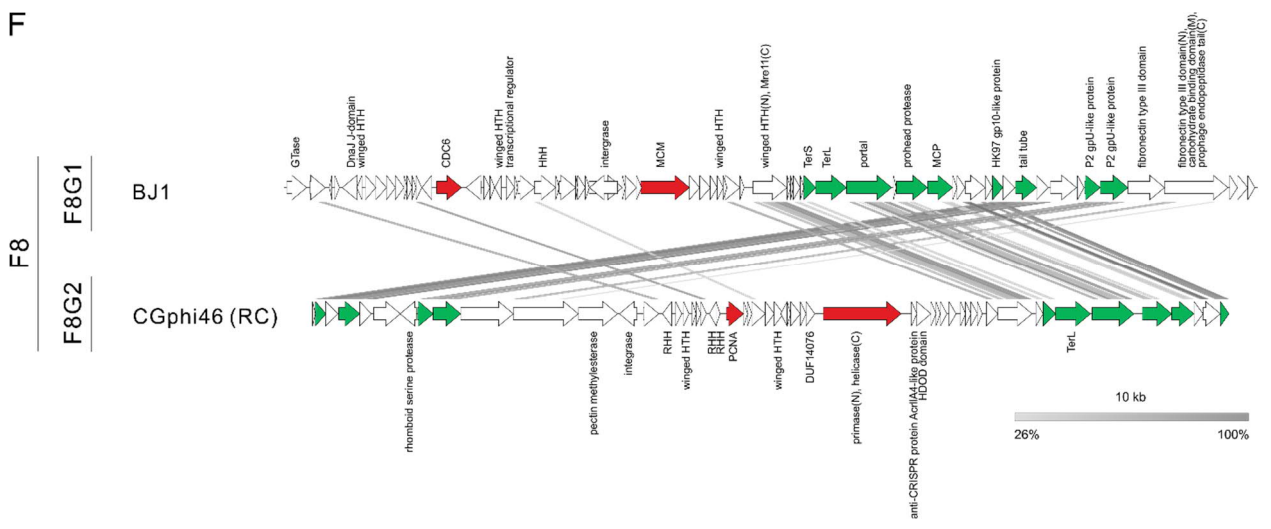 F
GTase
DnaJ J-domain
winged HTH
CDC6
winged HTH
transcriptional regulator
HhH
intergrase
MCM
winged HTH
winged HTH(N), Mre11(C)
TerS
TerL
portal
prohead protease
MCP
HK97 gp10-like protein
tail tube
P2 gpU-like protein
P2 gpU-like protein
fibronectin type III domain
fibronectin type III domain(N),
carbohydrate binding domain(M),
prophage endopeptidase tail(C)
F8
F8G1
BJ1
F8G2
CGphi46 (RC)
rhomboid serine protease
pectin methylesterase
integrase
RHH
winged HTH
RHH
RHH
PCNA
winged HTH
DUF14076
primase(N), helicase(C)
anti-CRISPR protein AcrIIA4-like protein
HDOD domain
TerL
10 kb
26%
100%